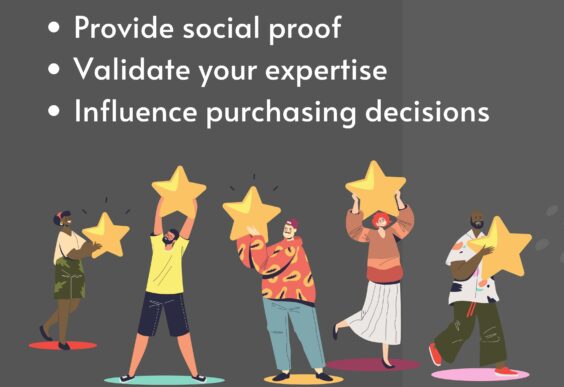 • Provide social proof
• Validate your expertise
• Influence purchasing decisions